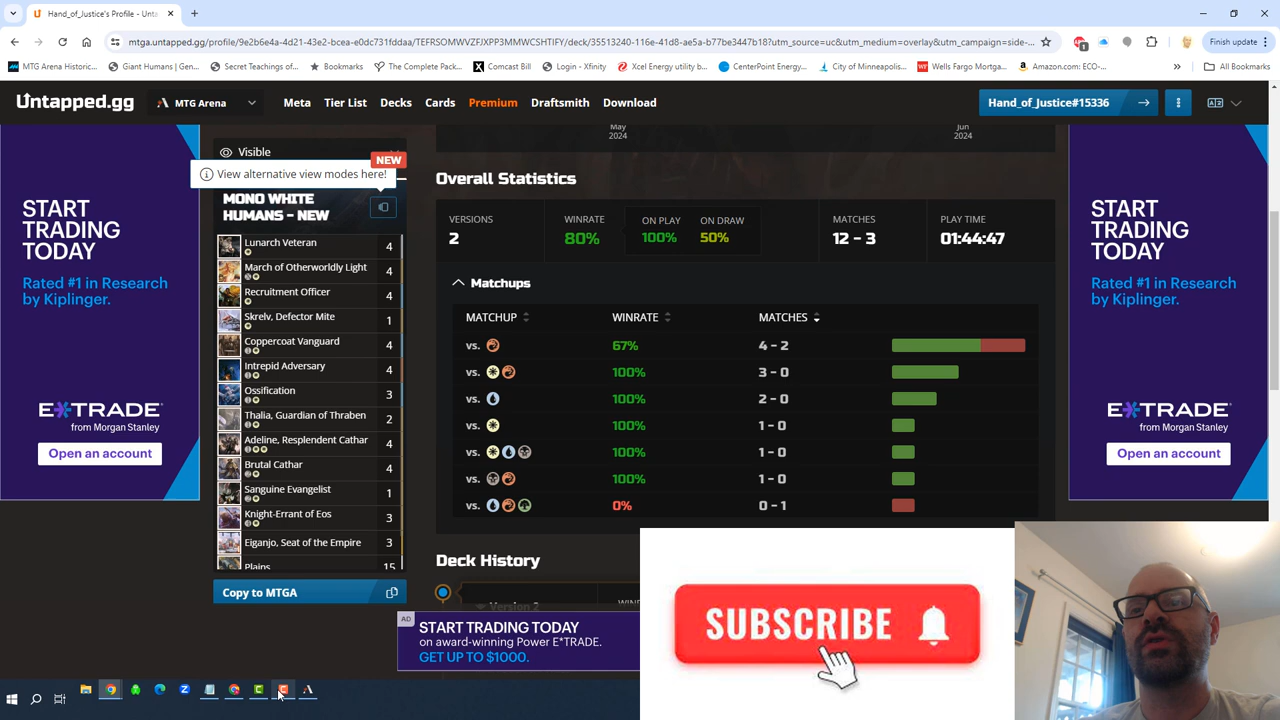 Hand_of_Justice's Profile - Unta
mtga.untapped.gg/profile/9e2b6e4a-4d21-43e2-bcea-e0dc731fddaa/TEFRSOMWVZFJXPP3MMWCSHTIFY/deck/35513240-116e-41d8-ae5a-b77be3447b18?utm_source=uc&utm_medium=overlay&utm_campaign=side-...
Finish update
MTG Arena Historic...
Giant Humans | Gen...
Secret Teachings of...
Bookmarks
The Complete Pack...
Comcast Bill
Login - Xfinity
Xcel Energy utility b...
CenterPoint Energy...
City of Minneapolis...
Wells Fargo Mortga...
Amazon.com: ECO-...
»
All Bookmarks
Untapped.gg
MTG Arena
Meta
Tier List
Decks
Cards
Premium
Draftsmith
Download
Hand_of_Justice#15336
START
TRADING
TODAY
Rated #1 in Research
by Kiplinger.
E*TRADE
from Morgan Stanley
Open an account
Visible
NEW
View alternative view modes here!
MONO WHITE
HUMANS - NEW
Lunarch Veteran 4
March of Otherworldly Light 4
Recruitment Officer 4
Skrelv, Defector Mite 1
Coppercoat Vanguard 4
Intrepid Adversary 4
Ossification 3
Thalia, Guardian of Thraben 2
Adeline, Resplendent Cathar 4
Brutal Cathar 4
Sanguine Evangelist 1
Knight-Errant of Eos 3
Eiganjo, Seat of the Empire 3
Plains 15
Copy to MTGA
May
2024
Jun
2024
Overall Statistics
VERSIONS WINRATE ON PLAY ON DRAW MATCHES PLAY TIME
2 80% 100% 50% 12 - 3 01:44:47
Matchups
MATCHUP WINRATE MATCHES
vs. 67% 4 - 2
vs. 100% 3 - 0
vs. 100% 2 - 0
vs. 100% 1 - 0
vs. 100% 1 - 0
vs. 100% 1 - 0
vs. 0% 0 - 1
Deck History
Version 2
AD
START TRADING TODAY
on award-winning Power E*TRADE.
GET UP TO $1000.
SUBSCRIBE
START
TRADING
TODAY
Rated #1 in Research
by Kiplinger.
E*TRADE
from Morgan Stanley
Open an account